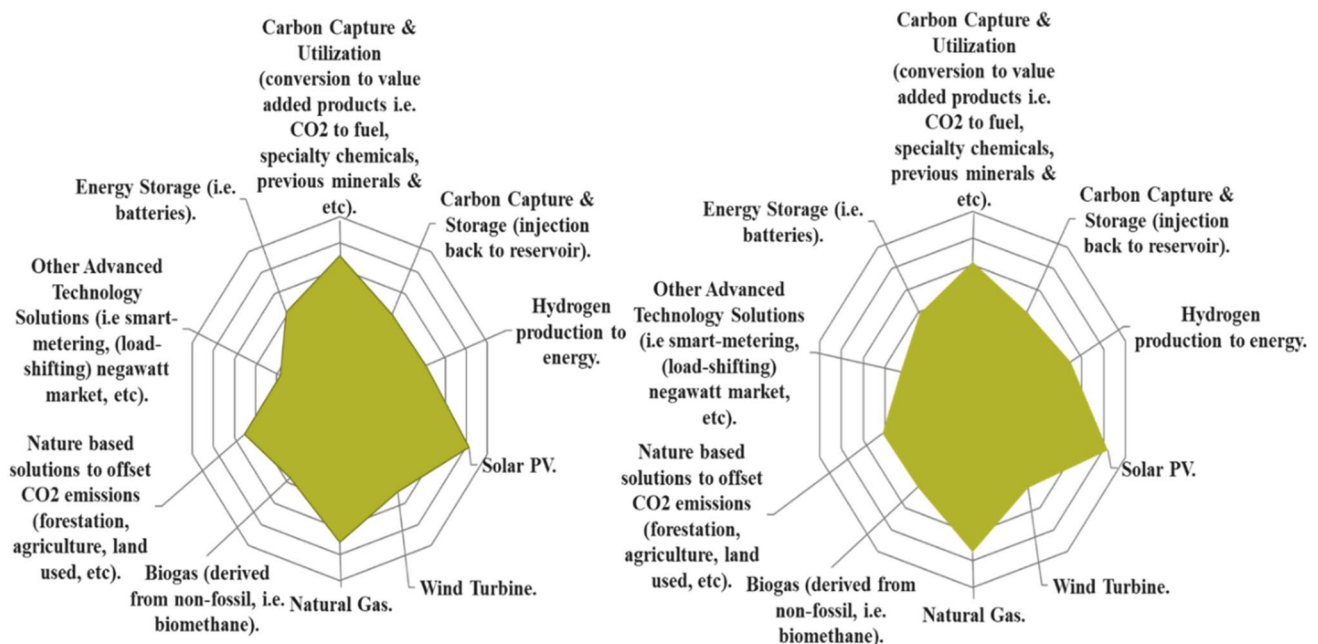 Carbon Capture &
Utilization
(conversion to value
added products i.e.
CO2 to fuel,
specialty chemicals,
previous minerals &
etc).
Carbon Capture &
Storage (injection
back to reservoir).
Hydrogen
production to
energy.
Solar PV.
Wind Turbine.
Natural Gas.
Biogas (derived
from non-fossil, i.e.
biomethane).
Nature based
solutions to offset
CO2 emissions
(forestation,
agriculture, land
used, etc).
Other Advanced
Technology
Solutions (i.e smart-
metering, (load-
shifting) negawatt
market, etc).
Energy Storage (i.e.
batteries).
Carbon Capture &
Utilization
(conversion to value
added products i.e.
CO2 to fuel,
specialty chemicals,
previous minerals &
etc).
Carbon Capture &
Storage (injection
back to reservoir).
Hydrogen
production to energy.
Solar PV.
Wind Turbine.
Natural Gas.
Biogas (derived from
non-fossil, i.e.
biomethane).
Nature based
solutions to offset
CO2 emissions
(forestation,
agriculture, land
used, etc).
Other Advanced
Technology Solutions
(i.e smart-metering,
(load-shifting)
negawatt market,
etc).
Energy Storage (i.e.
batteries).